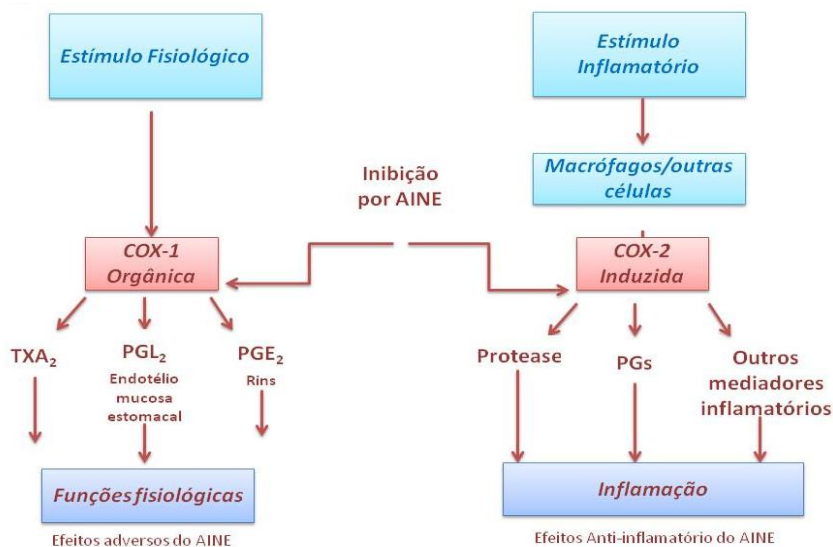 Estímulo Fisiológico
Estímulo
Inflamatório
Macrófagos/outras
células
Inibição
por AINE
COX-1
Orgânica
COX-2
Induzida
TXA₂
PGL₂
Endotélio
mucosa
estomacal
PGE₂
Rins
Protease
PGs
Outros
mediadores
inflamatórios
Funções fisiológicas
Inflamação
Efeitos adversos do AINE
Efeitos Anti-inflamatório do AINE